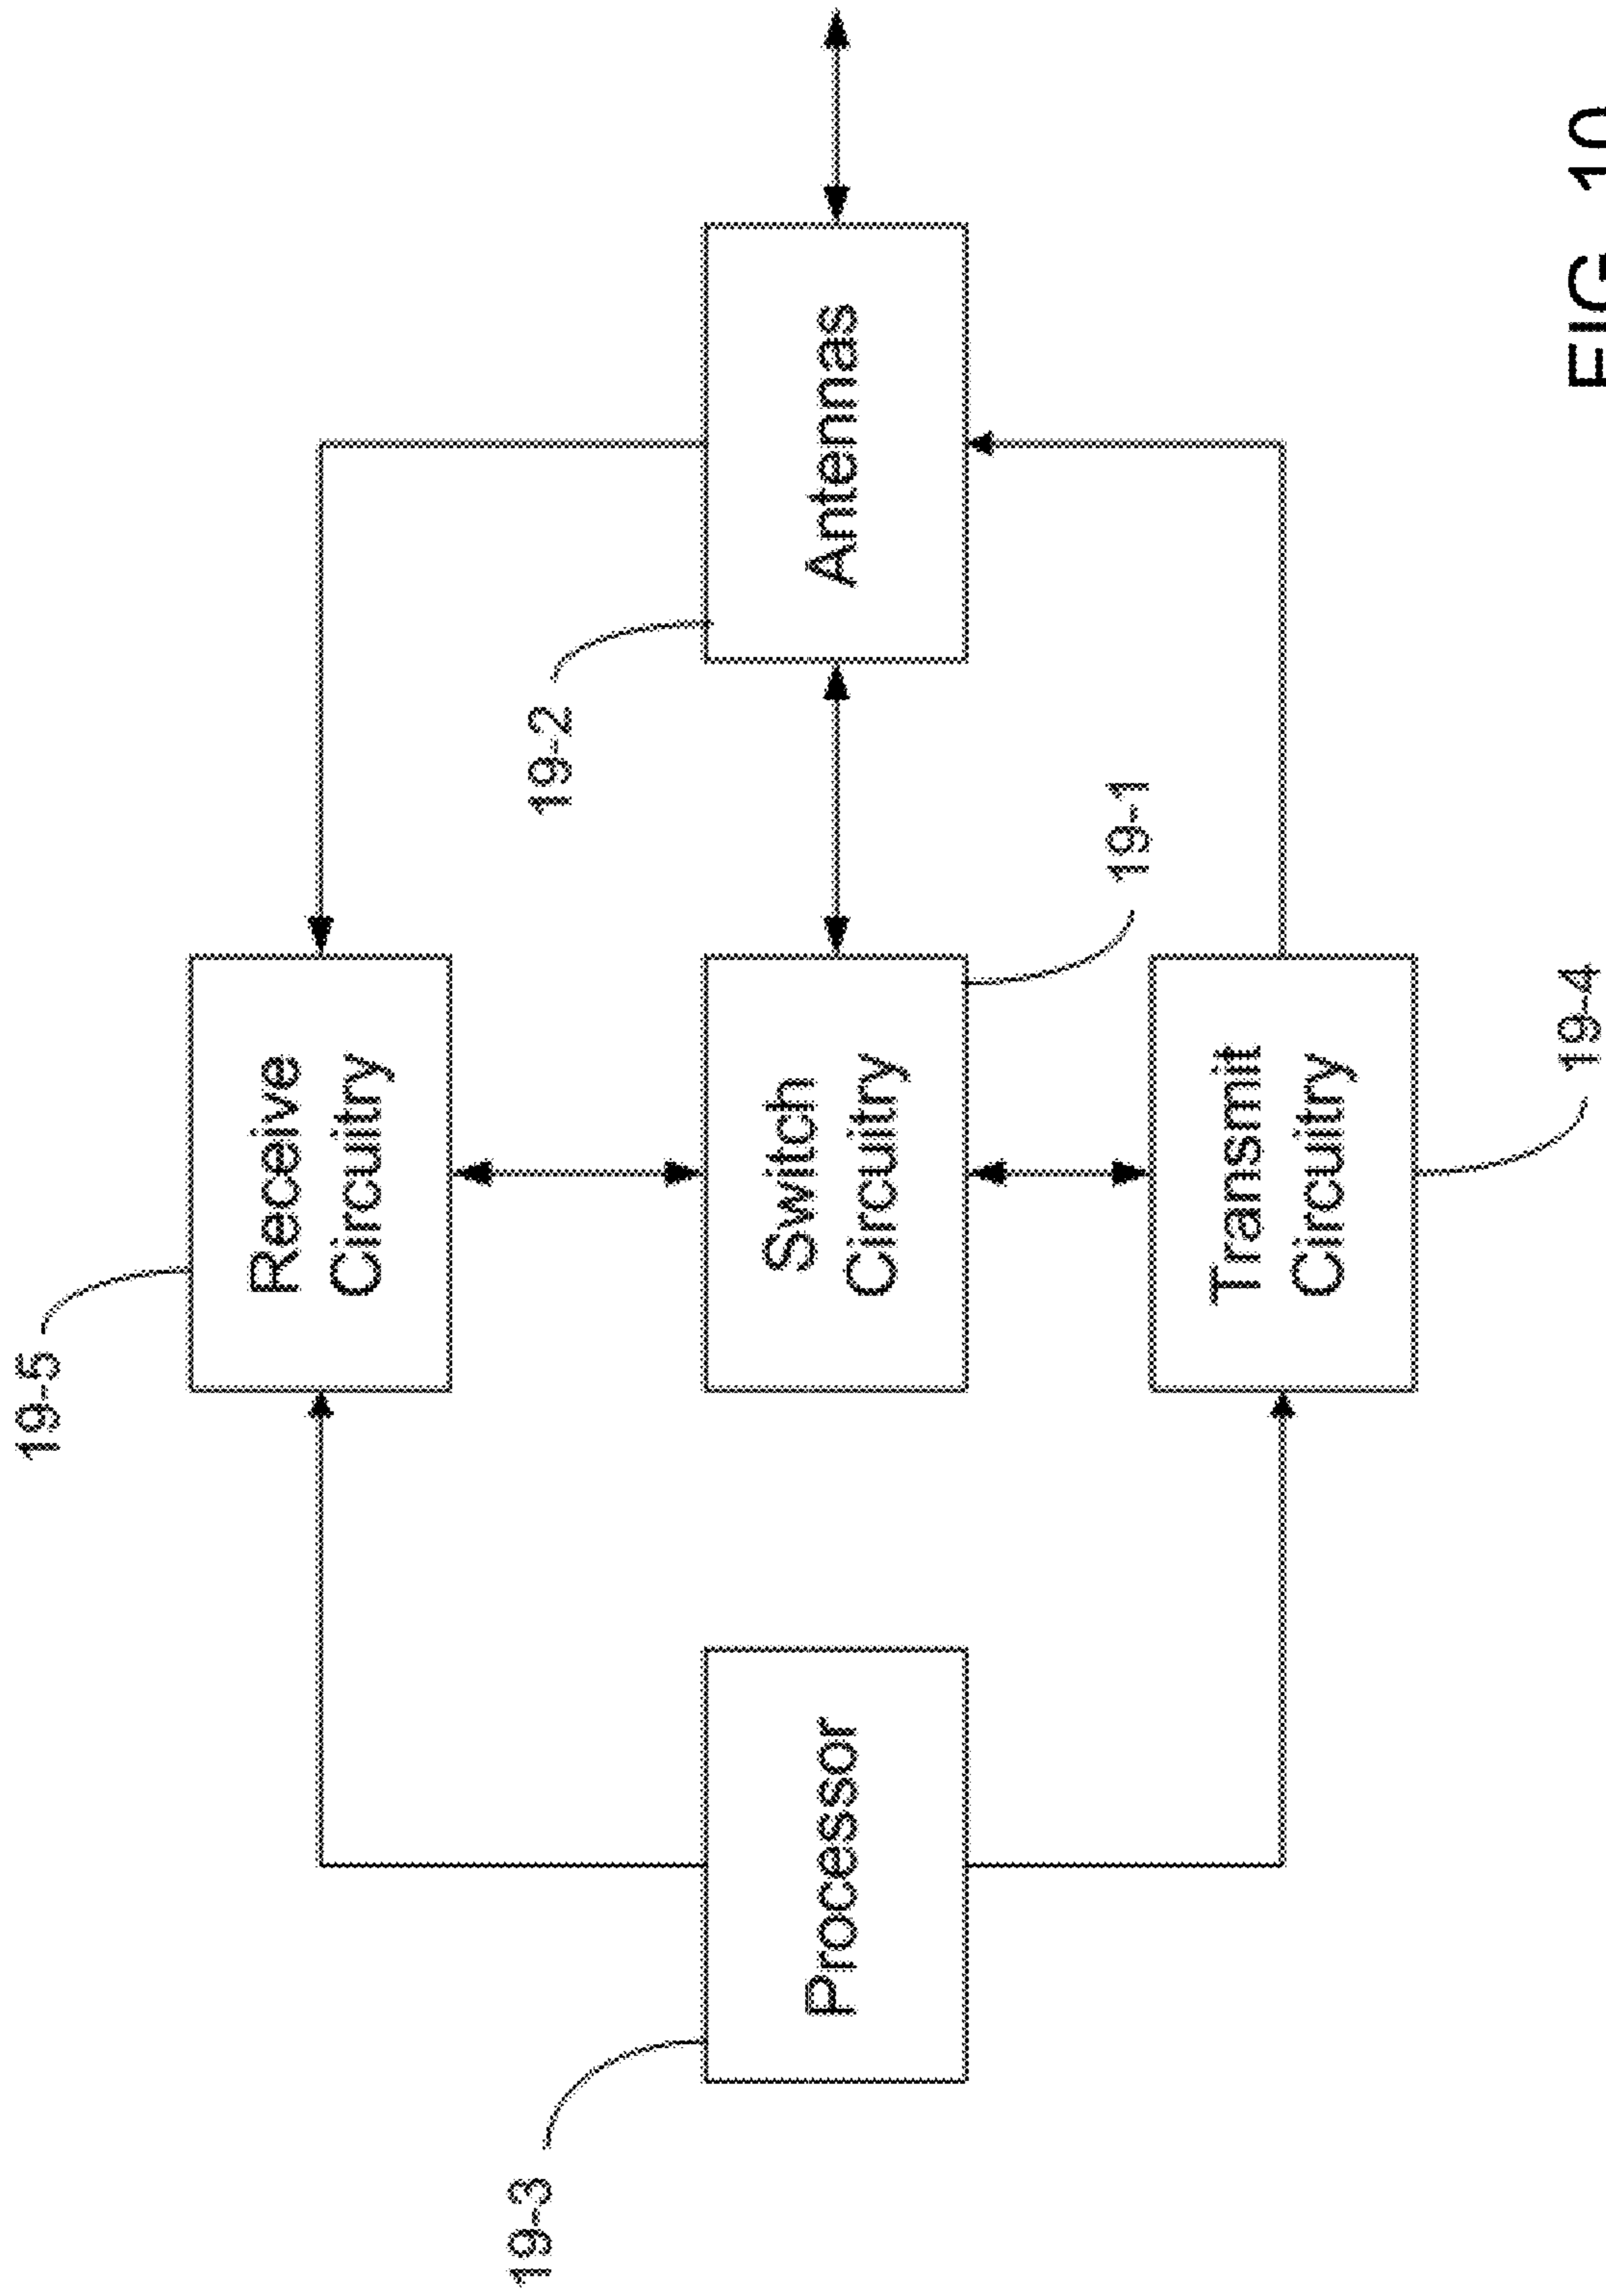 19-5
Receive
Circuitry
19-3
19-2
Processor
Switch
Circuitry
Antennas
19-1
Transmit
Circuitry
19-4
FIG